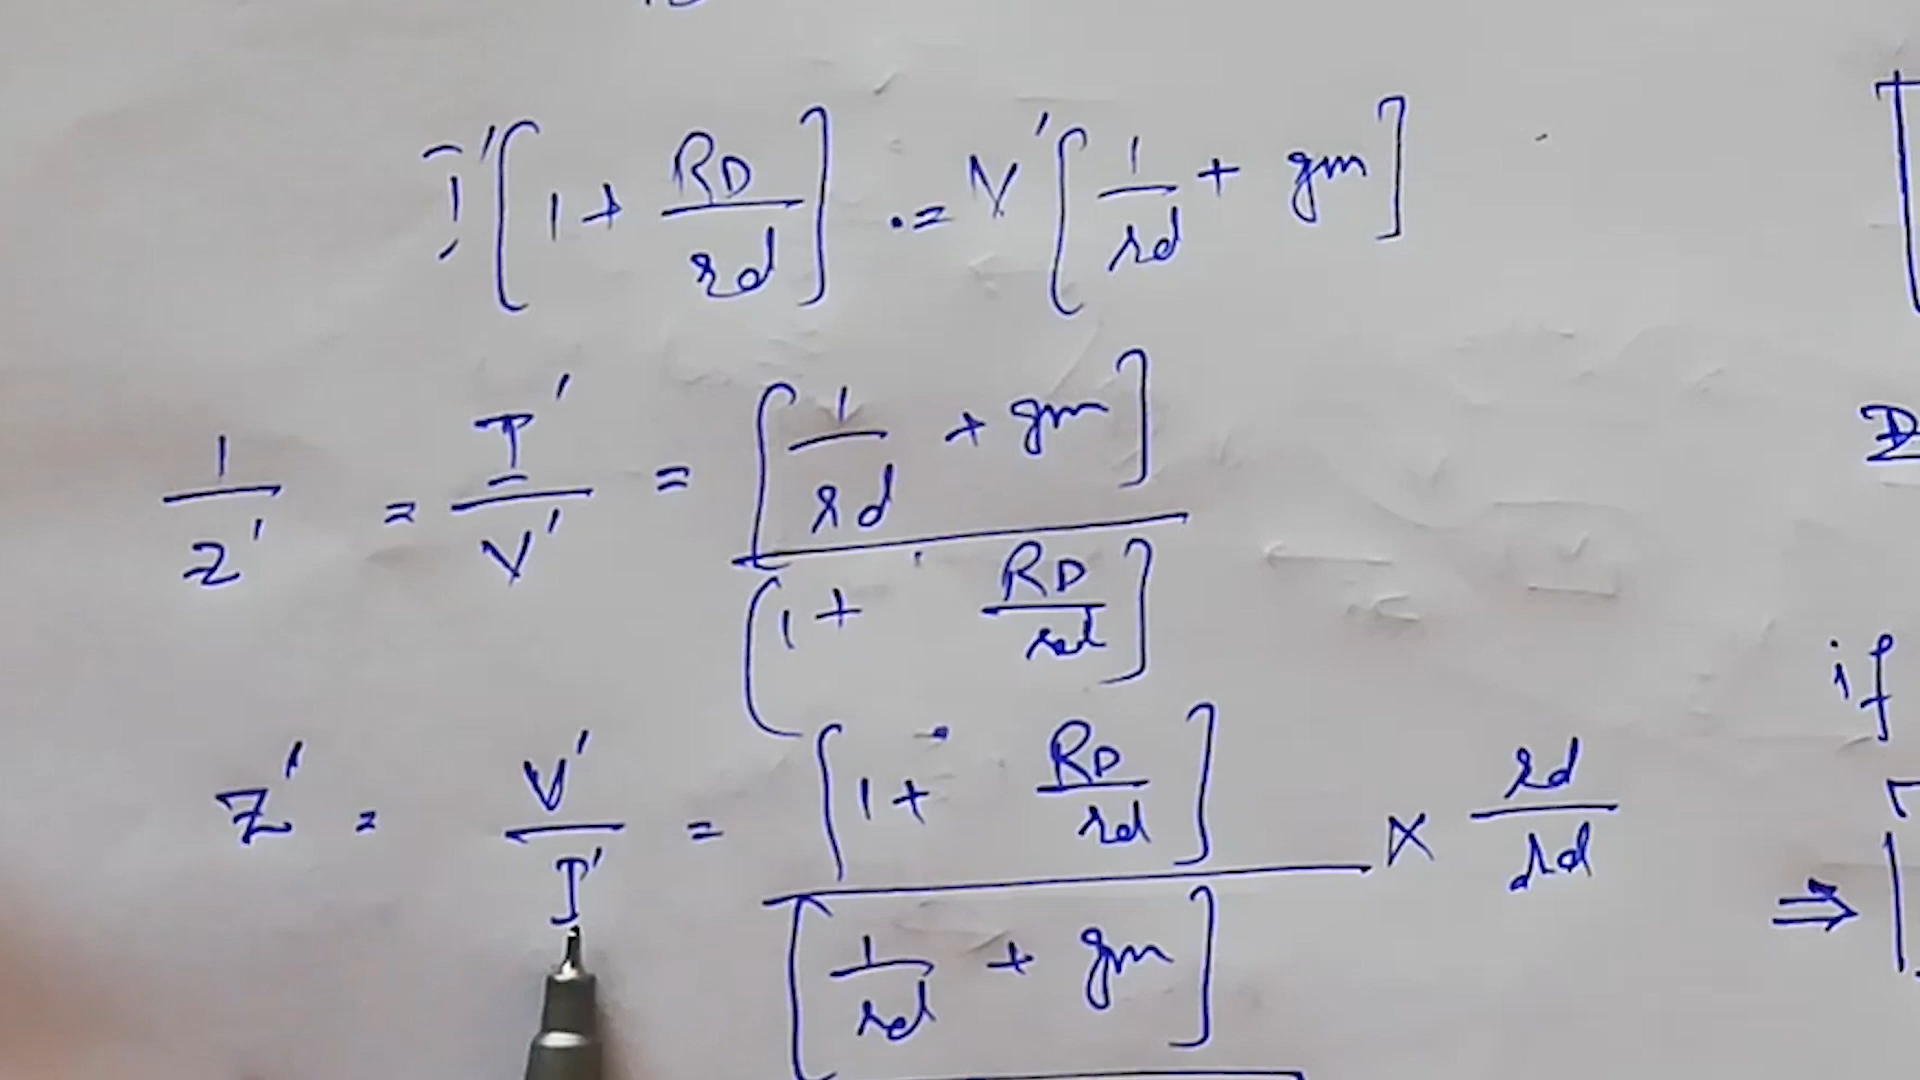 I' [ 1 + RD/rd ] .= V' [ 1/rd + gm ]
1/z' = I'/V' = [ 1/rd + gm ] / [ 1 + RD/rd ]
D
if
Z' = V'/I' = [ 1 + RD/rd ] / [ 1/rd + gm ] × rd/rd
⇒